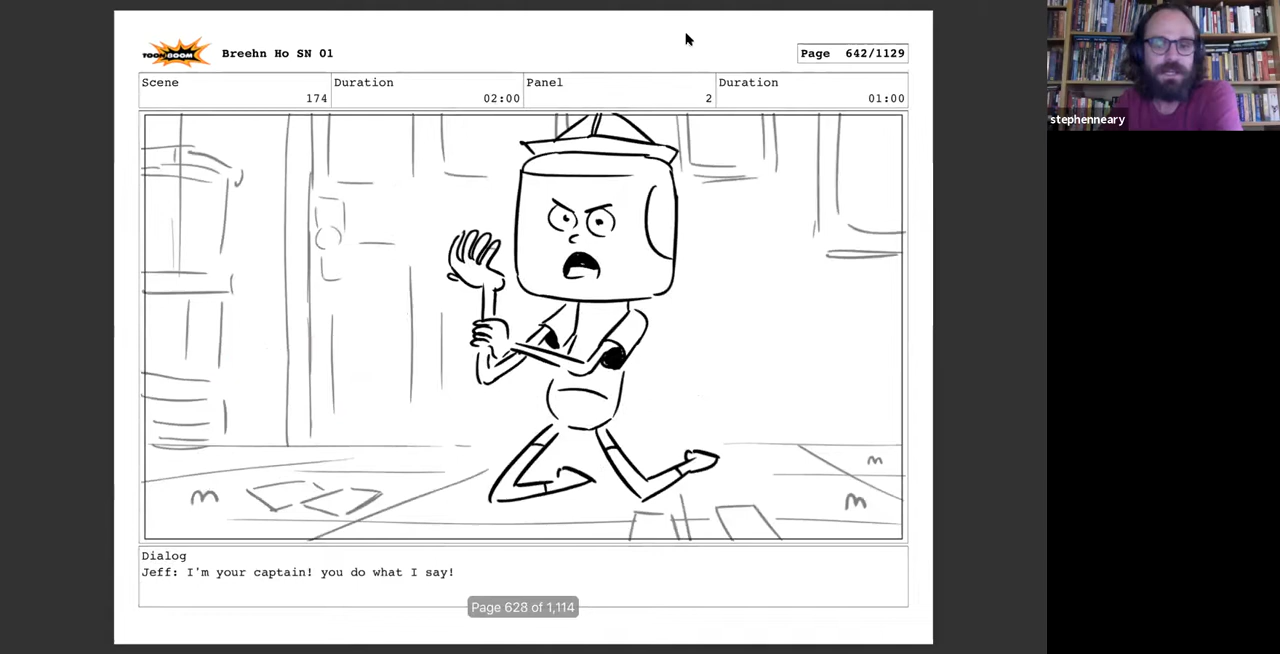 TOON BOOM
Breehn Ho SN 01
Page 642/1129
Scene
174
Duration
02:00
Panel
2
Duration
01:00
Dialog
Jeff: I'm your captain! you do what I say!
Page 628 of 1,114
stephenneary